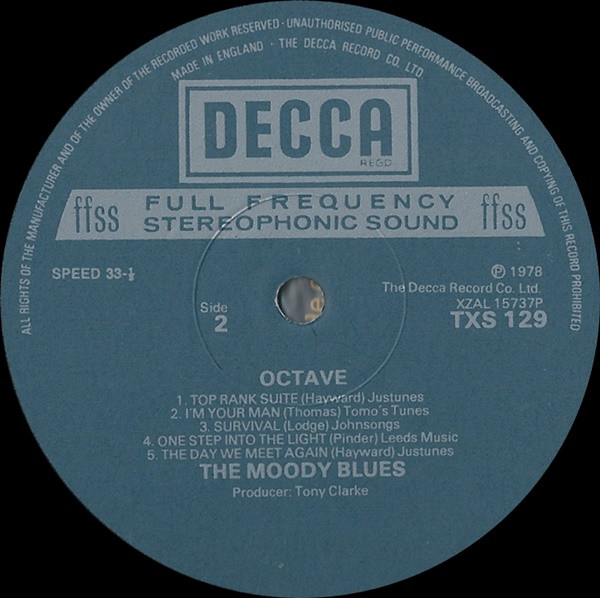 ALL RIGHTS OF THE MANUFACTURER AND OF THE OWNER OF THE RECORDED WORK RESERVED · UNAUTHORISED PUBLIC PERFORMANCE BROADCASTING AND COPYING OF THIS RECORD PROHIBITED
MADE IN ENGLAND · THE DECCA RECORD CO. LTD.
DECCA
REGD
ffss FULL FREQUENCY ffss
STEREOPHONIC SOUND
SPEED 33-⅓
Ⓟ 1978
The Decca Record Co. Ltd.
XZAL 15737P
TXS 129
Side
2
OCTAVE
1. TOP RANK SUITE (Hayward) Justunes
2. I'M YOUR MAN (Thomas) Tomo's Tunes
3. SURVIVAL (Lodge) Johnsongs
4. ONE STEP INTO THE LIGHT (Pinder) Leeds Music
5. THE DAY WE MEET AGAIN (Hayward) Justunes
THE MOODY BLUES
Producer: Tony Clarke